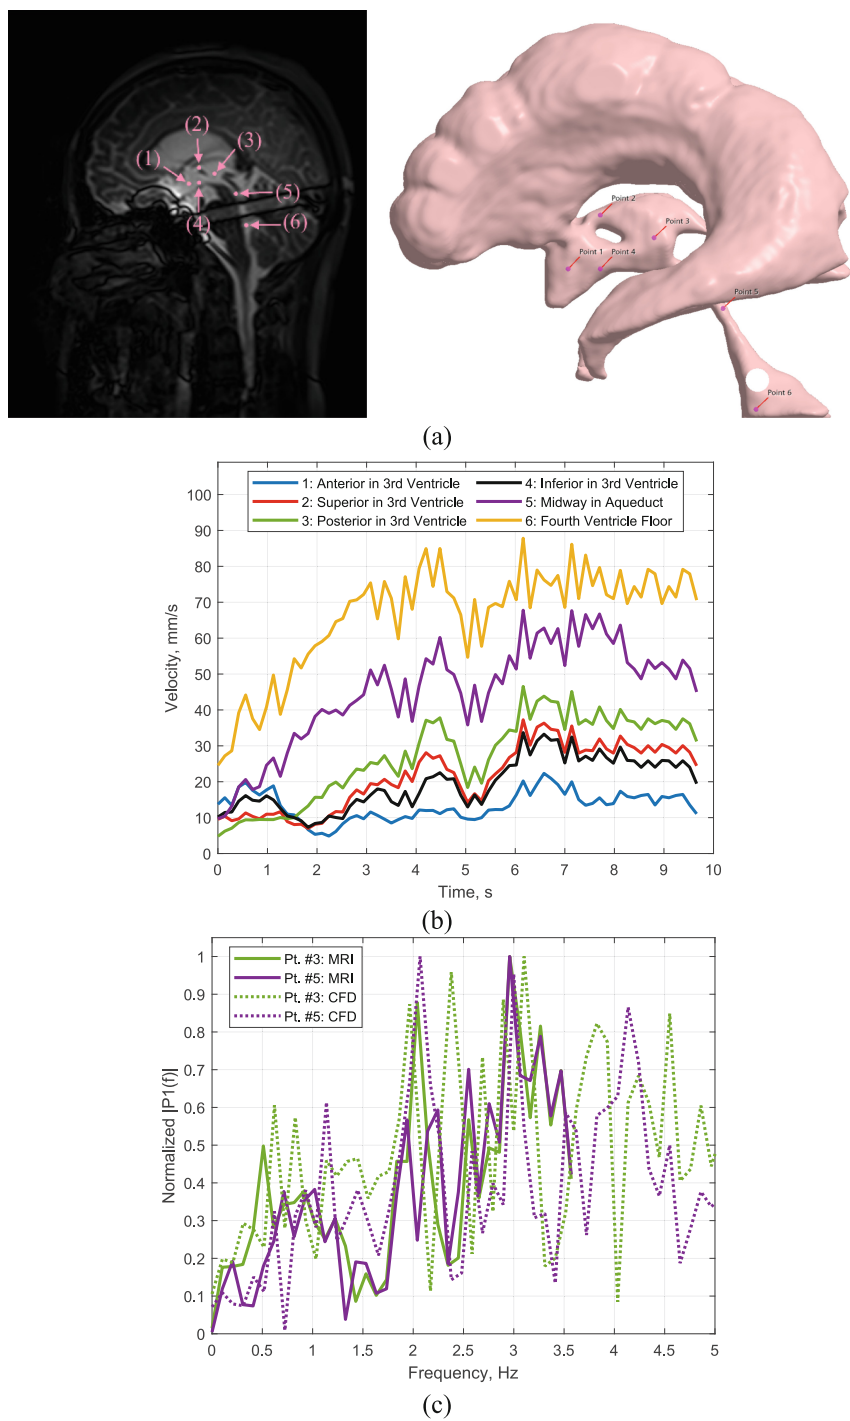 (2)
(3)
(1)
(5)
(4)
(6)
Point 2
Point 3
Point 1
Point 4
Point 5
Point 6
(a)
1: Anterior in 3rd Ventricle
4: Inferior in 3rd Ventricle
2: Superior in 3rd Ventricle
5: Midway in Aqueduct
3: Posterior in 3rd Ventricle
6: Fourth Ventricle Floor
100
90
80
70
60
50
40
30
20
10
0
Velocity, mm/s
0 1 2 3 4 5 6 7 8 9 10
Time, s
(b)
Pt. #3: MRI
Pt. #5: MRI
Pt. #3: CFD
Pt. #5: CFD
1
0.9
0.8
0.7
0.6
0.5
0.4
0.3
0.2
0.1
0
Normalized |P1(f)|
0 0.5 1 1.5 2 2.5 3 3.5 4 4.5 5
Frequency, Hz
(c)